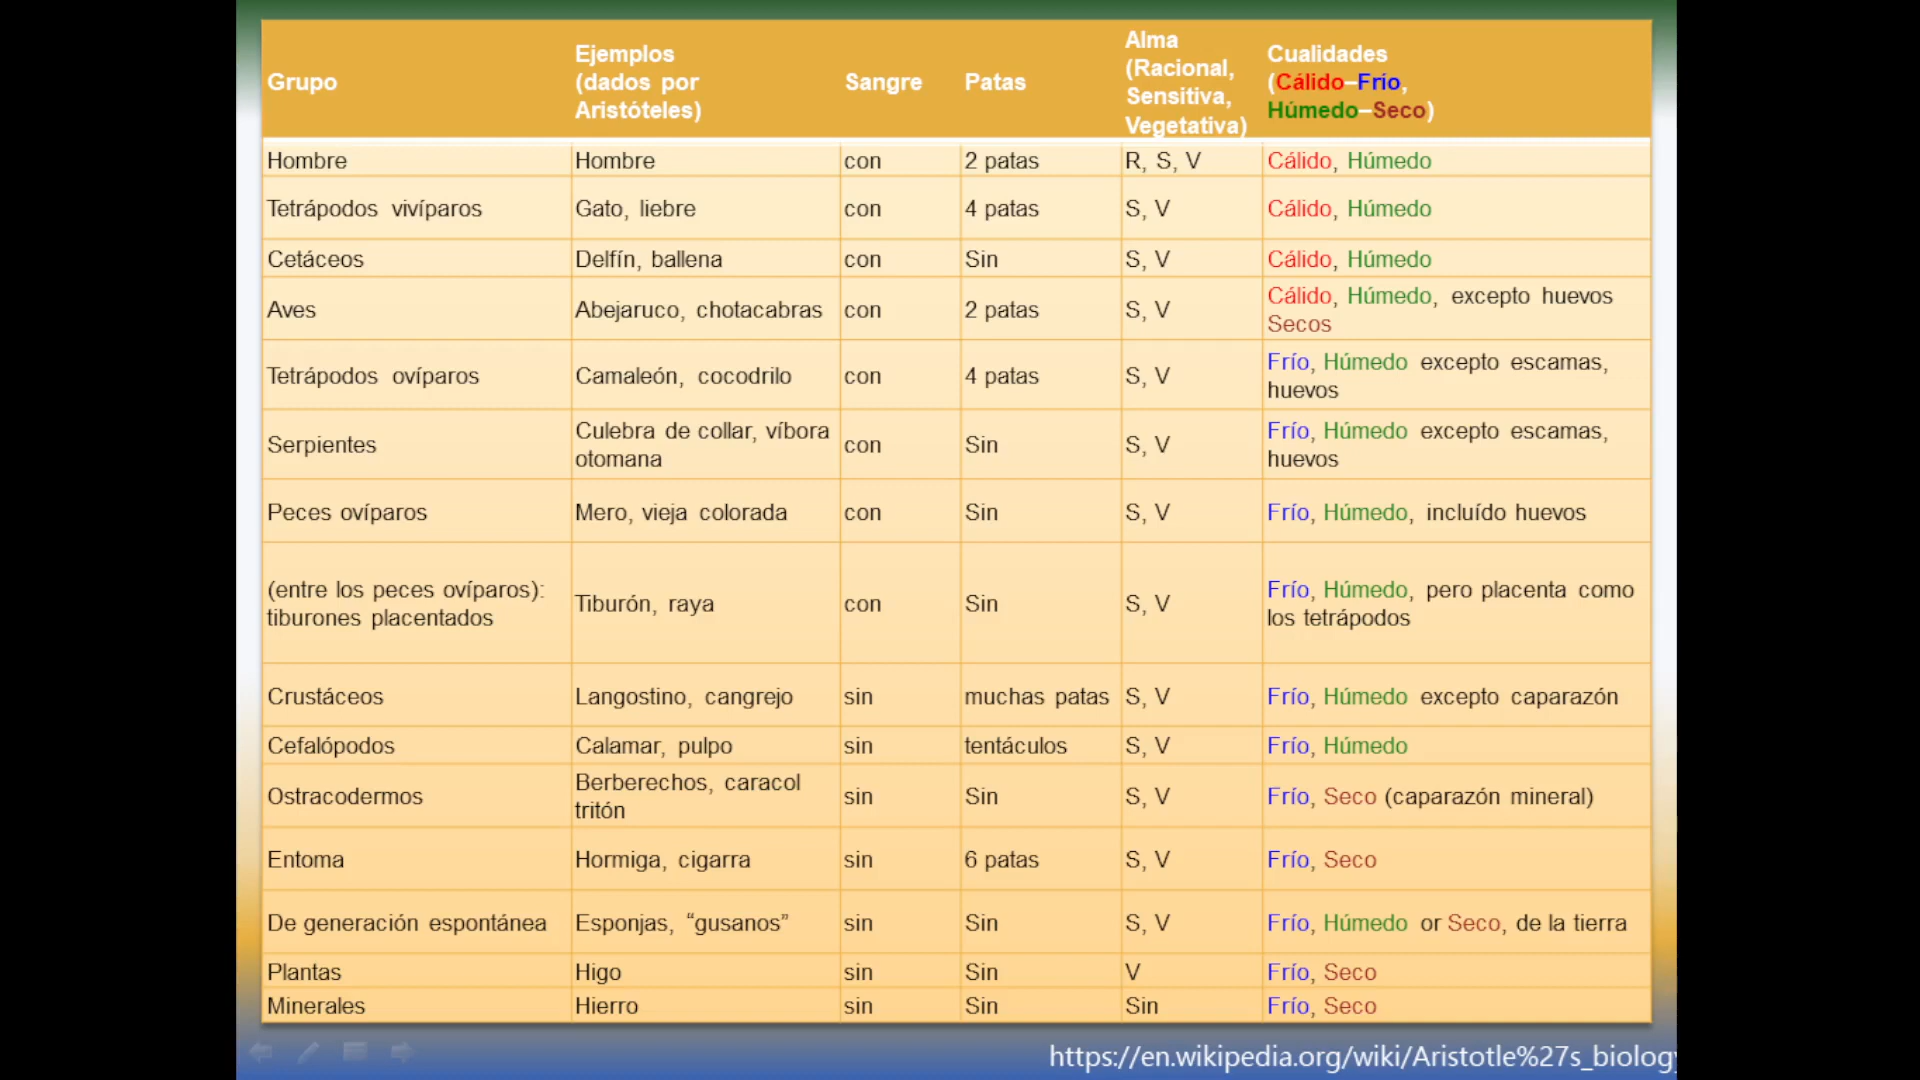 Grupo
Ejemplos
(dados por
Aristóteles)
Sangre
Patas
Alma
(Racional,
Sensitiva,
Vegetativa)
Cualidades
(Cálido–Frío,
Húmedo–Seco)
Hombre Hombre con 2 patas R, S, V Cálido, Húmedo
Tetrápodos vivíparos Gato, liebre con 4 patas S, V Cálido, Húmedo
Cetáceos Delfín, ballena con Sin S, V Cálido, Húmedo
Aves Abejaruco, chotacabras con 2 patas S, V Cálido, Húmedo, excepto huevos
Secos
Tetrápodos ovíparos Camaleón, cocodrilo con 4 patas S, V Frío, Húmedo excepto escamas,
huevos
Serpientes Culebra de collar, víbora
otomana con Sin S, V Frío, Húmedo excepto escamas,
huevos
Peces ovíparos Mero, vieja colorada con Sin S, V Frío, Húmedo, incluído huevos
(entre los peces ovíparos):
tiburones placentados Tiburón, raya con Sin S, V Frío, Húmedo, pero placenta como
los tetrápodos
Crustáceos Langostino, cangrejo sin muchas patas S, V Frío, Húmedo excepto caparazón
Cefalópodos Calamar, pulpo sin tentáculos S, V Frío, Húmedo
Ostracodermos Berberechos, caracol
tritón sin Sin S, V Frío, Seco (caparazón mineral)
Entoma Hormiga, cigarra sin 6 patas S, V Frío, Seco
De generación espontánea Esponjas, “gusanos” sin Sin S, V Frío, Húmedo or Seco, de la tierra
Plantas Higo sin Sin V Frío, Seco
Minerales Hierro sin Sin Sin Frío, Seco
https://en.wikipedia.org/wiki/Aristotle%27s_biology